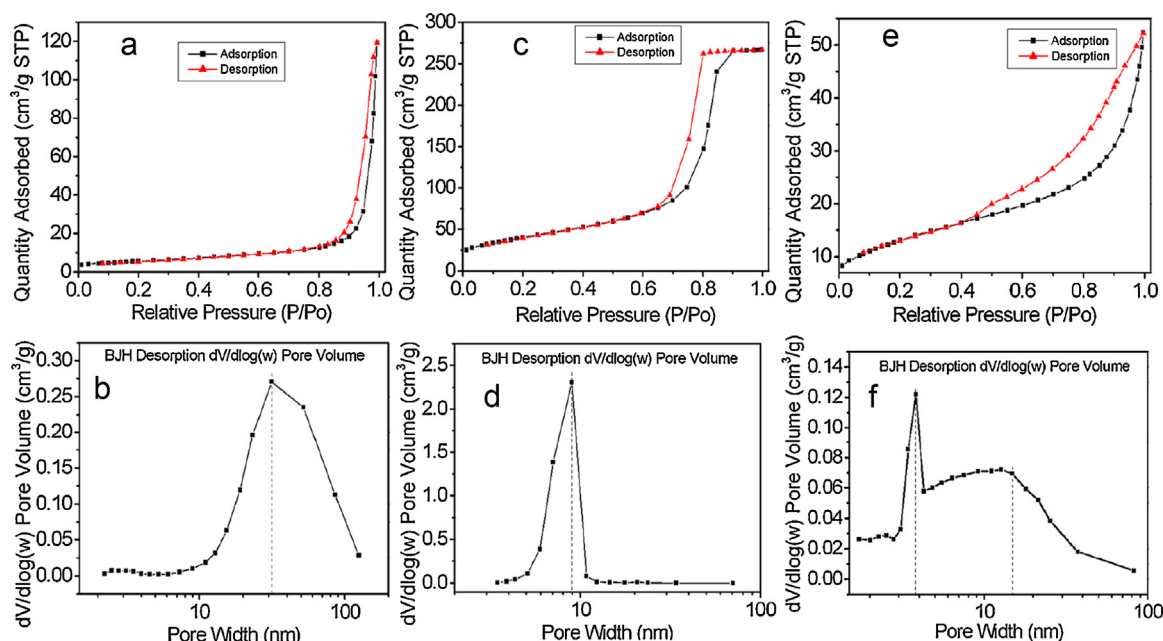 a
Adsorption
Desorption
Quantity Adsorbed (cm³/g STP)
120
100
80
60
40
20
0
0.0 0.2 0.4 0.6 0.8 1.0
Relative Pressure (P/Po)
c
Adsorption
Desorption
Quantity Adsorbed (cm³/g STP)
300
250
200
150
100
50
0
0.0 0.2 0.4 0.6 0.8 1.0
Relative Pressure (P/Po)
e
Adsorption
Desorption
Quantity Adsorbed (cm³/g STP)
50
40
30
20
10
0.0 0.2 0.4 0.6 0.8 1.0
Relative Pressure (P/Po)
BJH Desorption dV/dlog(w) Pore Volume
b
dV/dlog(w) Pore Volume (cm³/g)
0.30
0.25
0.20
0.15
0.10
0.05
0.00
10 100
Pore Width (nm)
BJH Desorption dV/dlog(w) Pore Volume
d
dV/dlog(w) Pore Volume (cm³/g)
2.5
2.0
1.5
1.0
0.5
0.0
10 100
Pore Width (nm)
BJH Desorption dV/dlog(w) Pore Volume
f
dV/dlog(w) Pore Volume (cm³/g)
0.14
0.12
0.10
0.08
0.06
0.04
0.02
0.00
10 100
Pore Width (nm)